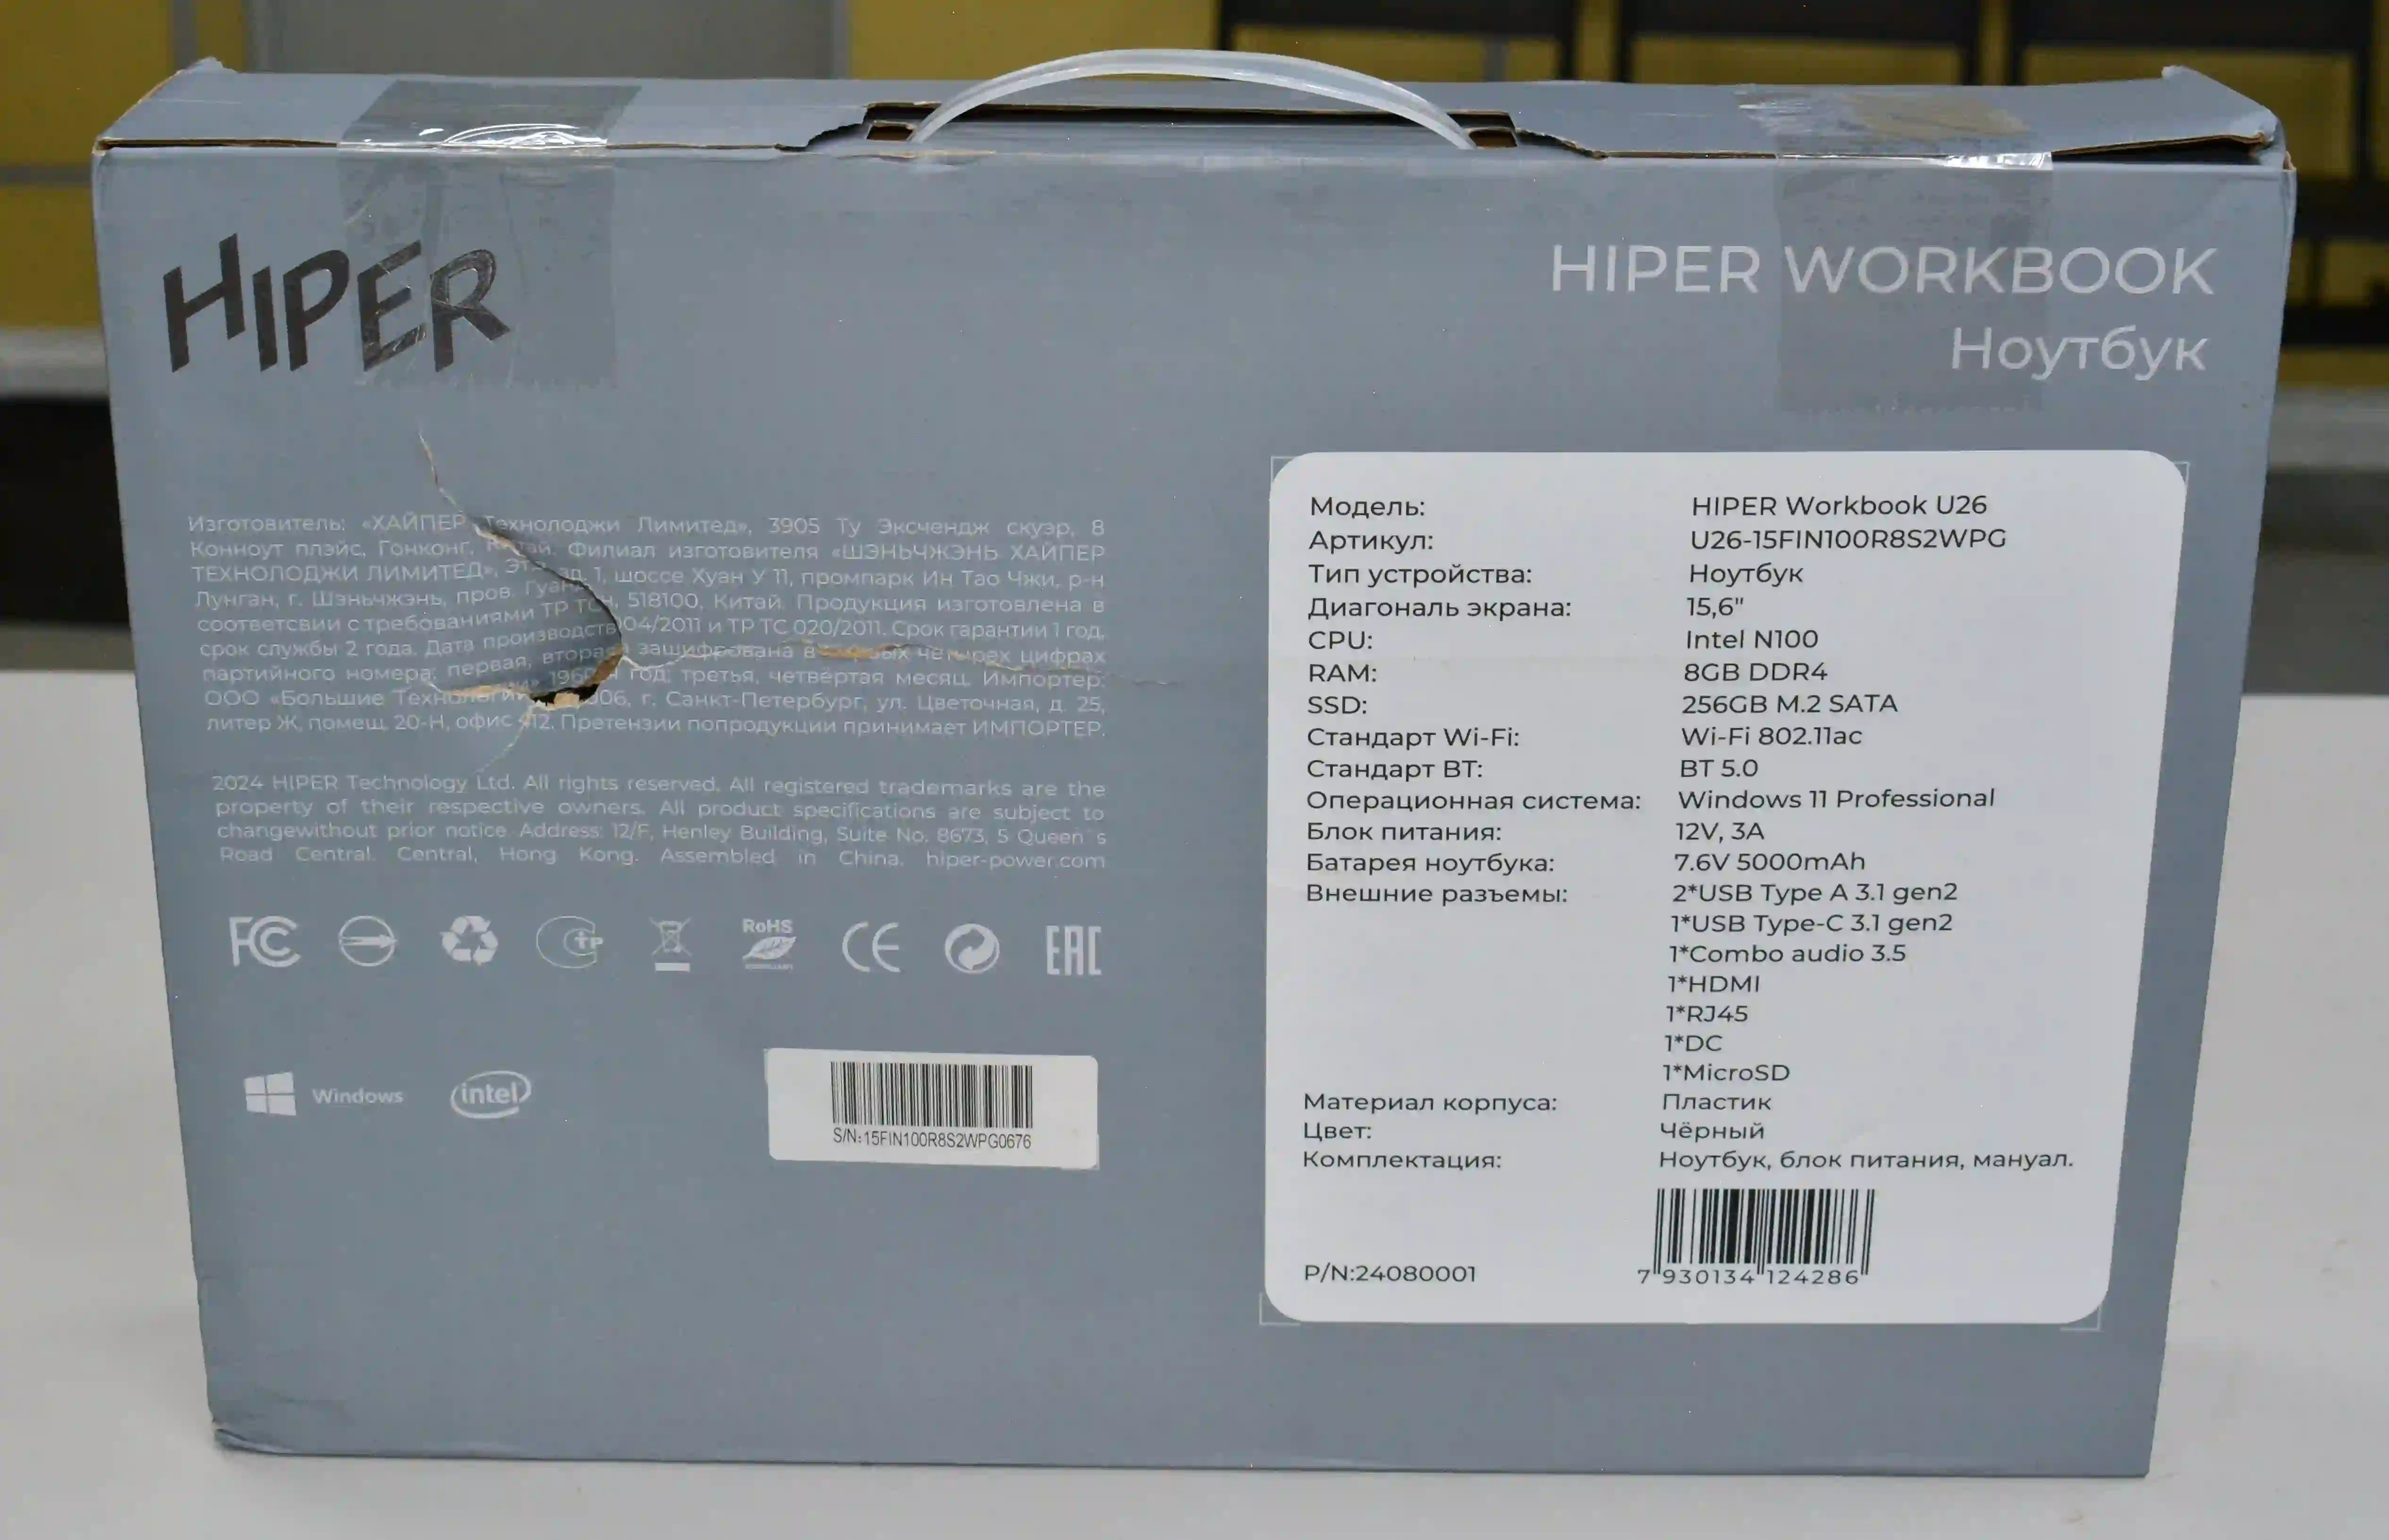 HIPER
HIPER WORKBOOK
Ноутбук
Изготовитель: «ХАЙПЕР Технолоджи Лимитед», 3905 Ту Эксчендж скуэр, 8
Конноут плэйс, Гонконг, Китай. Филиал изготовителя «ШЭНЬЧЖЭНЬ ХАЙПЕР
ТЕХНОЛОДЖИ ЛИМИТЕД», зд. 1, шоссе Хуан У 11, промпарк Ин Тао Чжи, р-н
Лунган, г. Шэньчжэнь, пров. 518100, Китай. Продукция изготовлена в
соответсвии с требованиями ТР ТС 04/2011 и ТР ТС 020/2011. Срок гарантии 1 год,
срок службы 2 года. Дата производства зашифрована в четырех цифрах
партийного номера: первая, вторая год; третья, четвёртая месяц. Импортер:
ООО «Большие Технологии» г. Санкт-Петербург, ул. Цветочная, д. 25,
литер Ж, помещ. 20-Н, офис 412. Претензии попродукции принимает ИМПОРТЕР.
2024 HIPER Technology Ltd. All rights reserved. All registered trademarks are the
property of their respective owners. All product specifications are subject to
changewithout prior notice. Address: 12/F, Henley Building, Suite No. 8673, 5 Queen`s
Road Central. Central, Hong Kong. Assembled in China. hiper-power.com
FC TP RoHS CE EAC
Windows intel
S/N:15FIN100R8S2WPG0676
Модель: HIPER Workbook U26
Артикул: U26-15FIN100R8S2WPG
Тип устройства: Ноутбук
Диагональ экрана: 15,6"
CPU: Intel N100
RAM: 8GB DDR4
SSD: 256GB M.2 SATA
Стандарт Wi-Fi: Wi-Fi 802.11ac
Стандарт BT: BT 5.0
Операционная система: Windows 11 Professional
Блок питания: 12V, 3A
Батарея ноутбука: 7.6V 5000mAh
Внешние разъемы: 2*USB Type A 3.1 gen2
1*USB Type-C 3.1 gen2
1*Combo audio 3.5
1*HDMI
1*RJ45
1*DC
1*MicroSD
Материал корпуса: Пластик
Цвет: Чёрный
Комплектация: Ноутбук, блок питания, мануал.
P/N:24080001
7 930134 124286